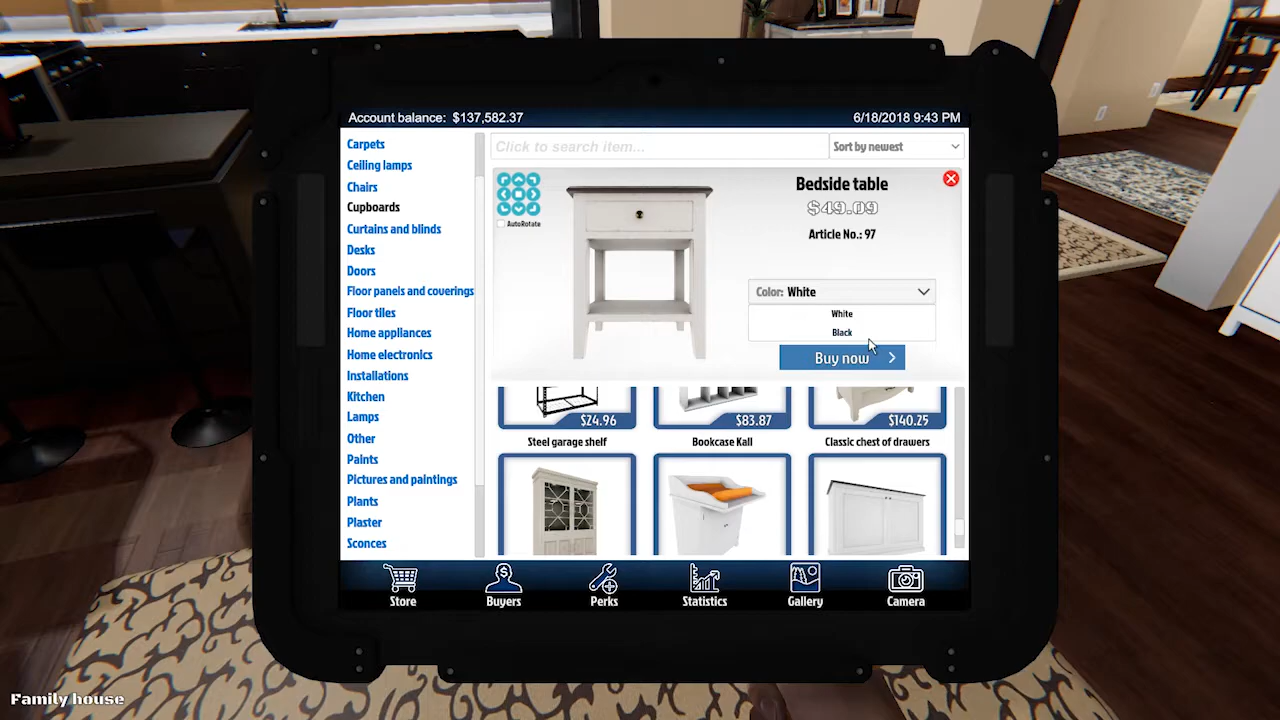 Account balance: $137,582.37
6/18/2018 9:43 PM
Carpets
Ceiling lamps
Chairs
Cupboards
Curtains and blinds
Desks
Doors
Floor panels and coverings
Floor tiles
Home appliances
Home electronics
Installations
Kitchen
Lamps
Other
Paints
Pictures and paintings
Plants
Plaster
Sconces
Click to search item...
Sort by newest
AutoRotate
Bedside table
$49.09
Article No.: 97
Color: White
White
Black
Buy now
$24.96
$83.87
$140.25
Steel garage shelf
Bookcase Kall
Classic chest of drawers
Store
Buyers
Perks
Statistics
Gallery
Camera
Family house